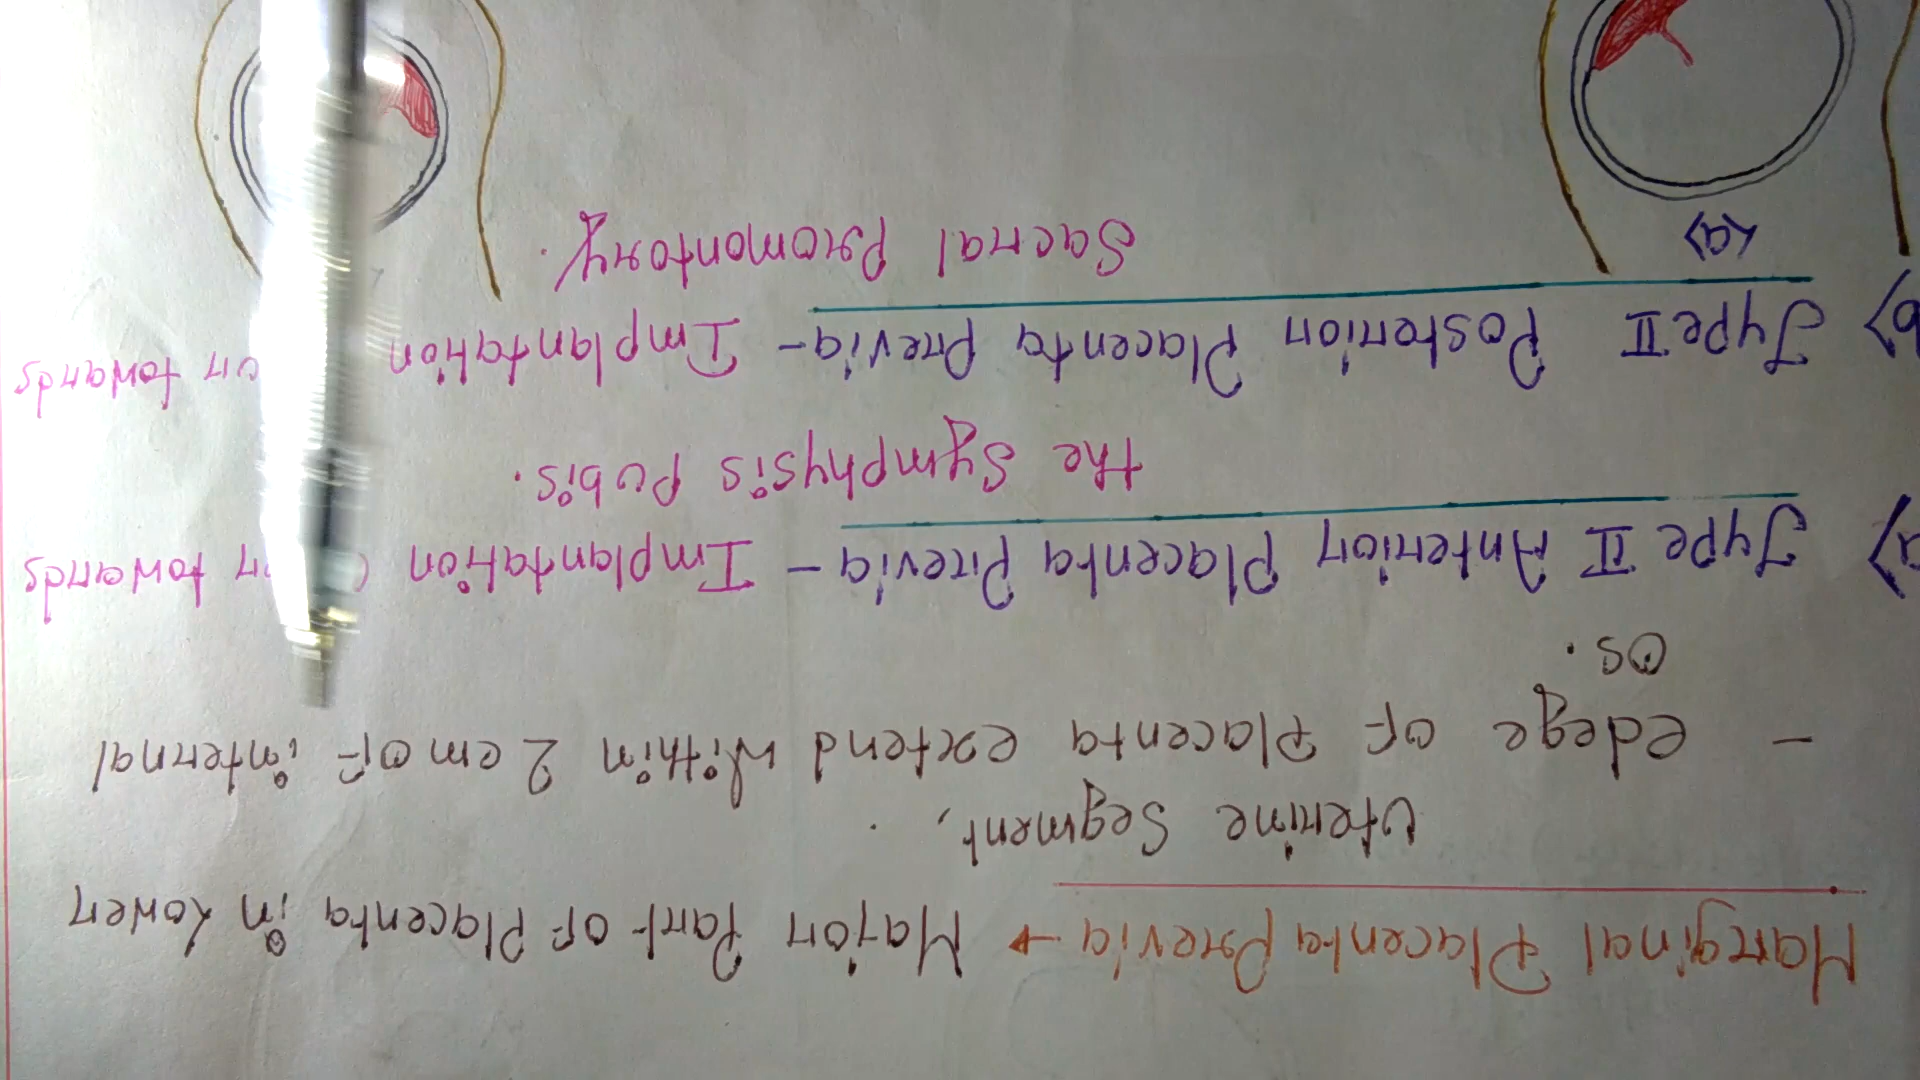 Marginal Placenta Previa → Major Part of Placenta in Lower
Uterine Segment,
- edege of Placenta extend within 2 cm of internal
os.
a) Type II Anterior Placenta Previa - Implantation towards
the Symphysis Pubis.
b) Type II Posterior Placenta Previa - Implantation towards
Sacral Promontory.
(a)